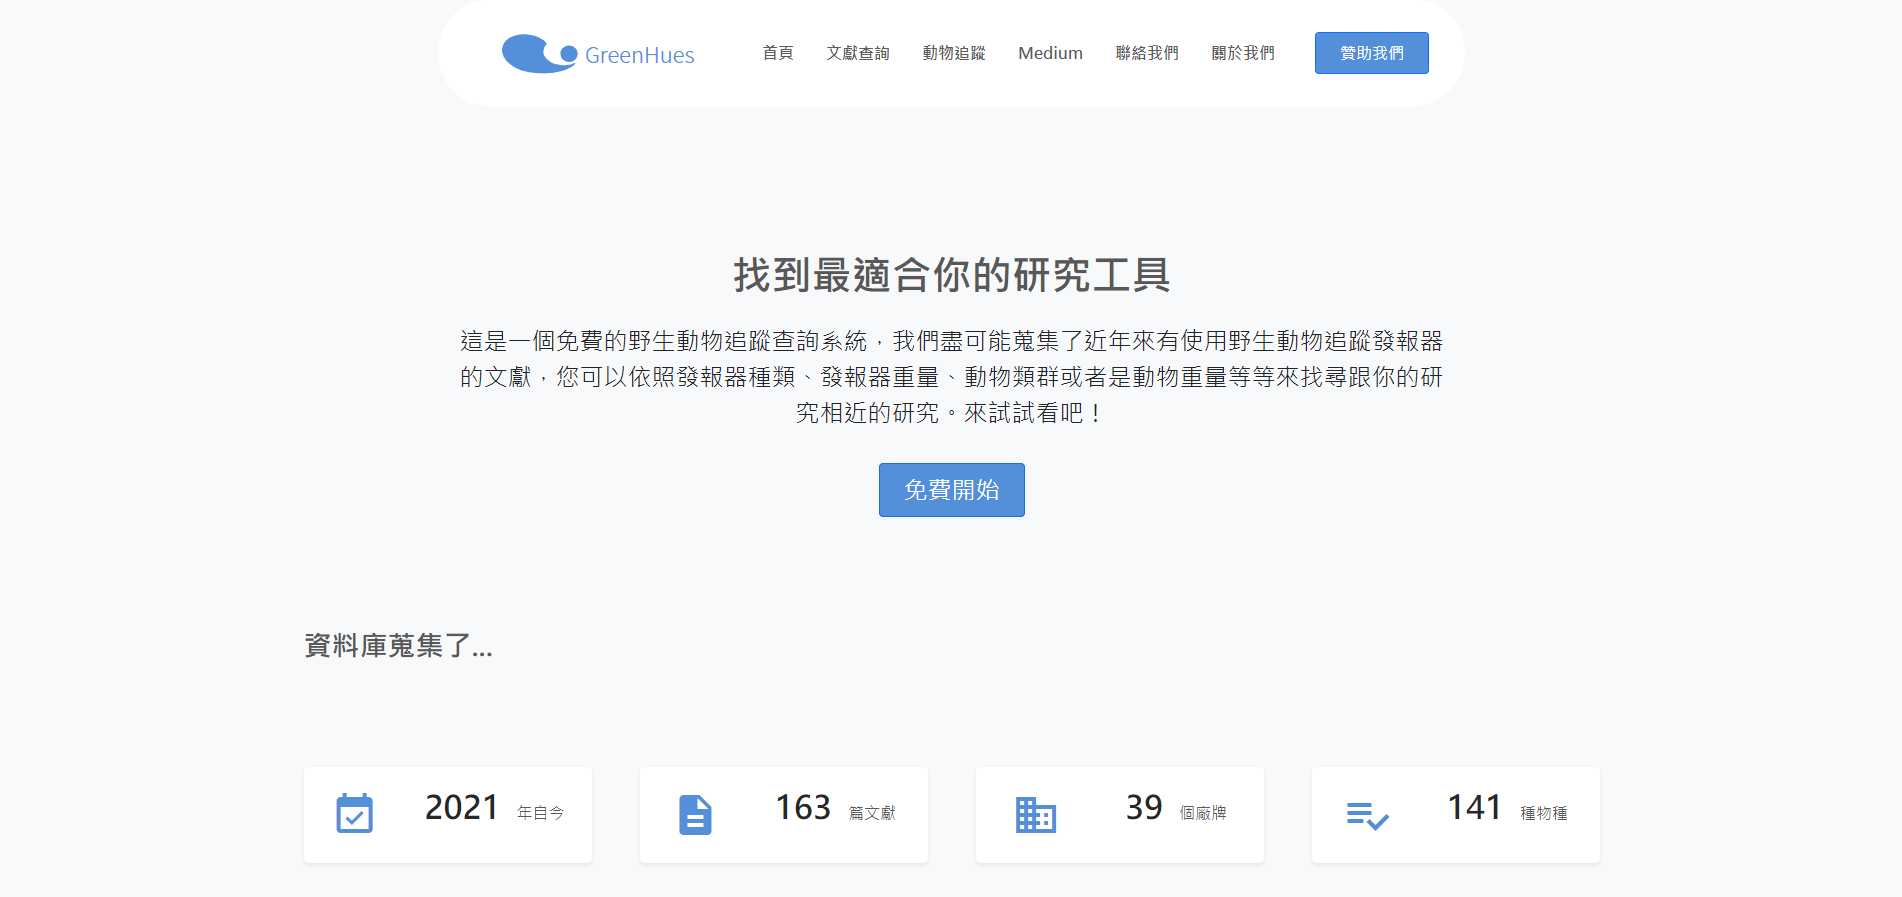 GreenHues
首頁 文獻查詢 動物追蹤 Medium 聯絡我們 關於我們 贊助我們
找到最適合你的研究工具
這是一個免費的野生動物追蹤查詢系統，我們盡可能蒐集了近年來有使用野生動物追蹤發報器
的文獻，您可以依照發報器種類、發報器重量、動物類群或者是動物重量等等來找尋跟你的研
究相近的研究。來試試看吧！
免費開始
資料庫蒐集了...
2021 年自今
163 篇文獻
39 個廠牌
141 種物種